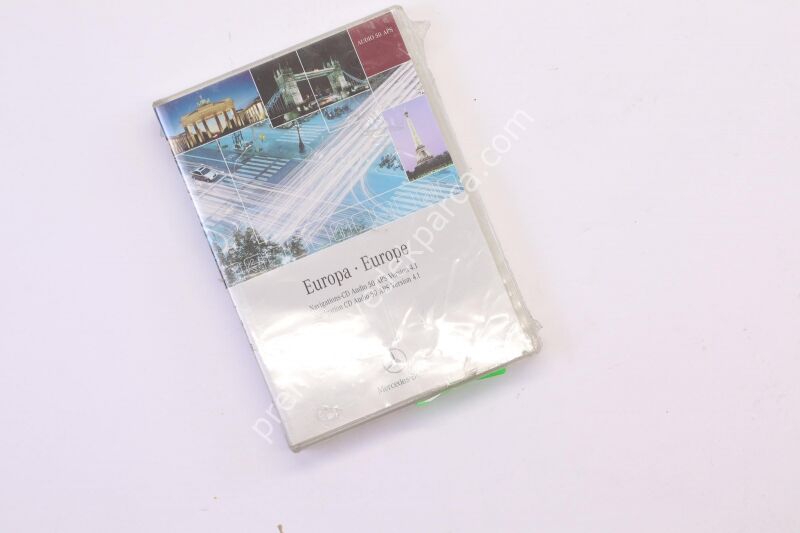 AUDIO 50 APS
Europa · Europe
Navigations-CD Audio 50 APS Version 4.1
CD Audio 50 APS Version 4.1
Mercedes-